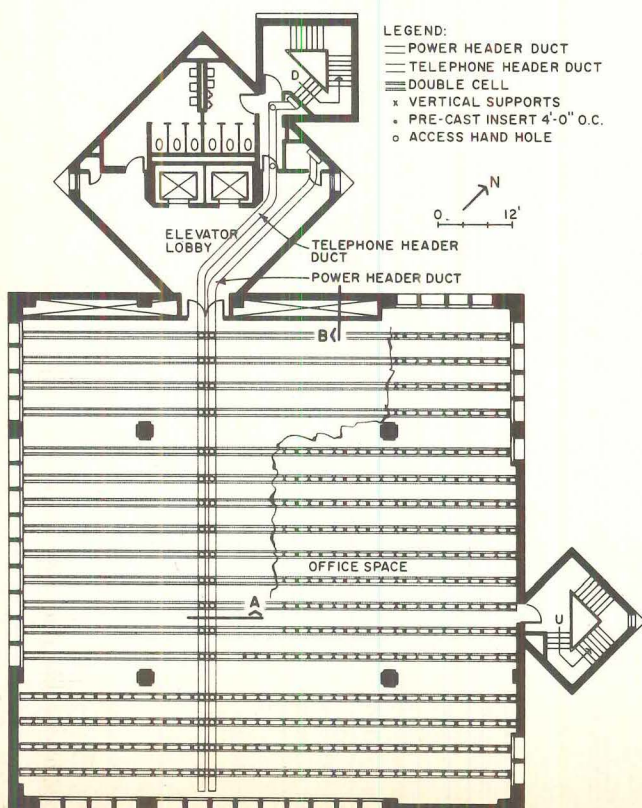 LEGEND:
POWER HEADER DUCT
TELEPHONE HEADER DUCT
DOUBLE CELL
x VERTICAL SUPPORTS
• PRE-CAST INSERT 4'-0" O.C.
o ACCESS HAND HOLE
N
0 12'
D
ELEVATOR
LOBBY
TELEPHONE HEADER
DUCT
POWER HEADER DUCT
B
OFFICE SPACE
A
U